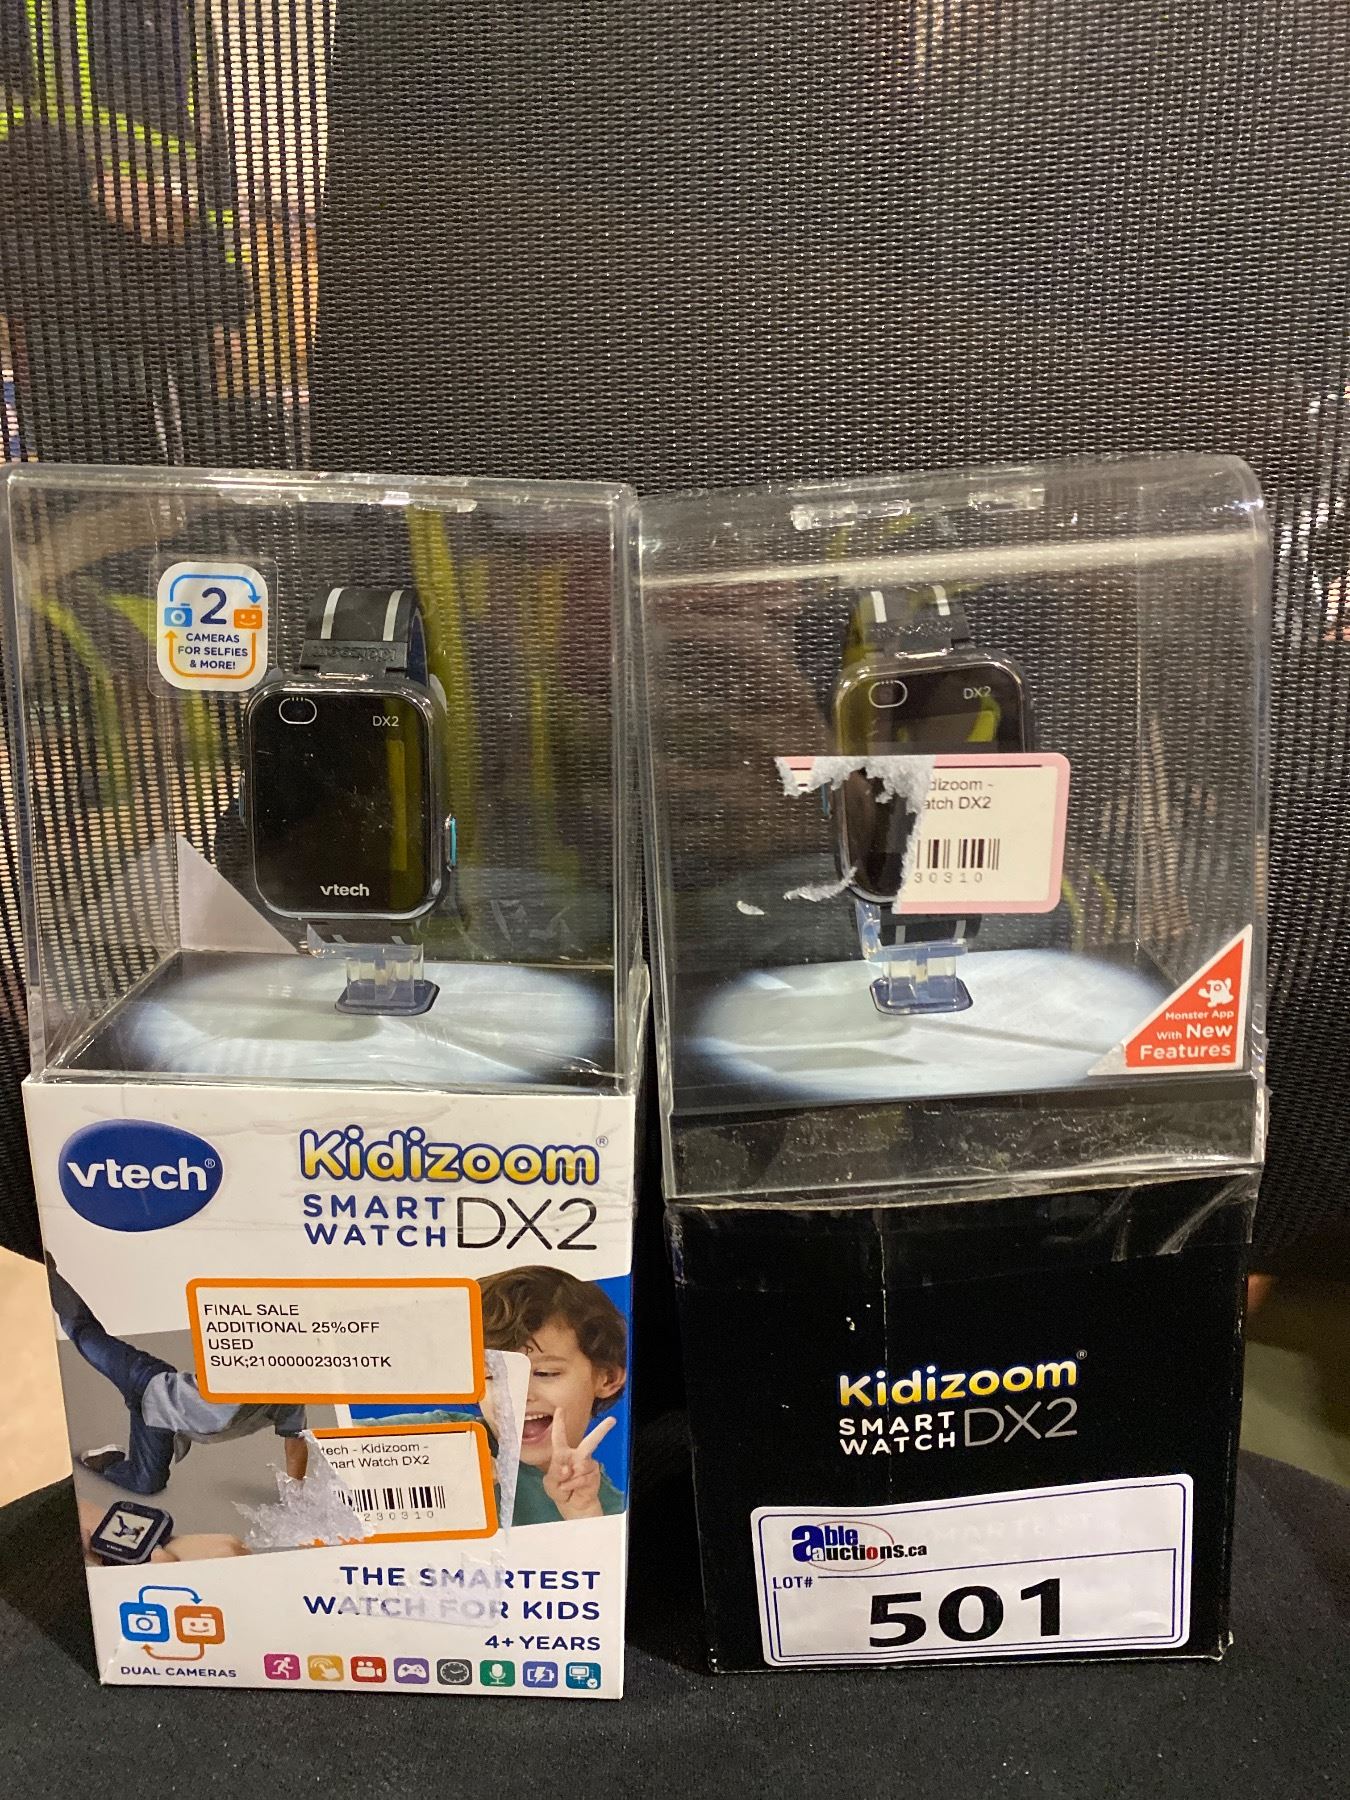 2
CAMERAS
FOR SELFIES
& MORE!
DX2
vtech
vtech®
Kidizoom®
SMART
WATCH DX2
FINAL SALE
ADDITIONAL 25%OFF
USED
SUK;2100000230310TK
tech - Kidizoom -
mart Watch DX2
230310
THE SMARTEST
WATCH FOR KIDS
4+ YEARS
DUAL CAMERAS
DX2
dizoom -
atch DX2
30310
Monster App
With New
Features
Kidizoom®
SMART
WATCH DX2
able
auctions.ca
LOT#
501